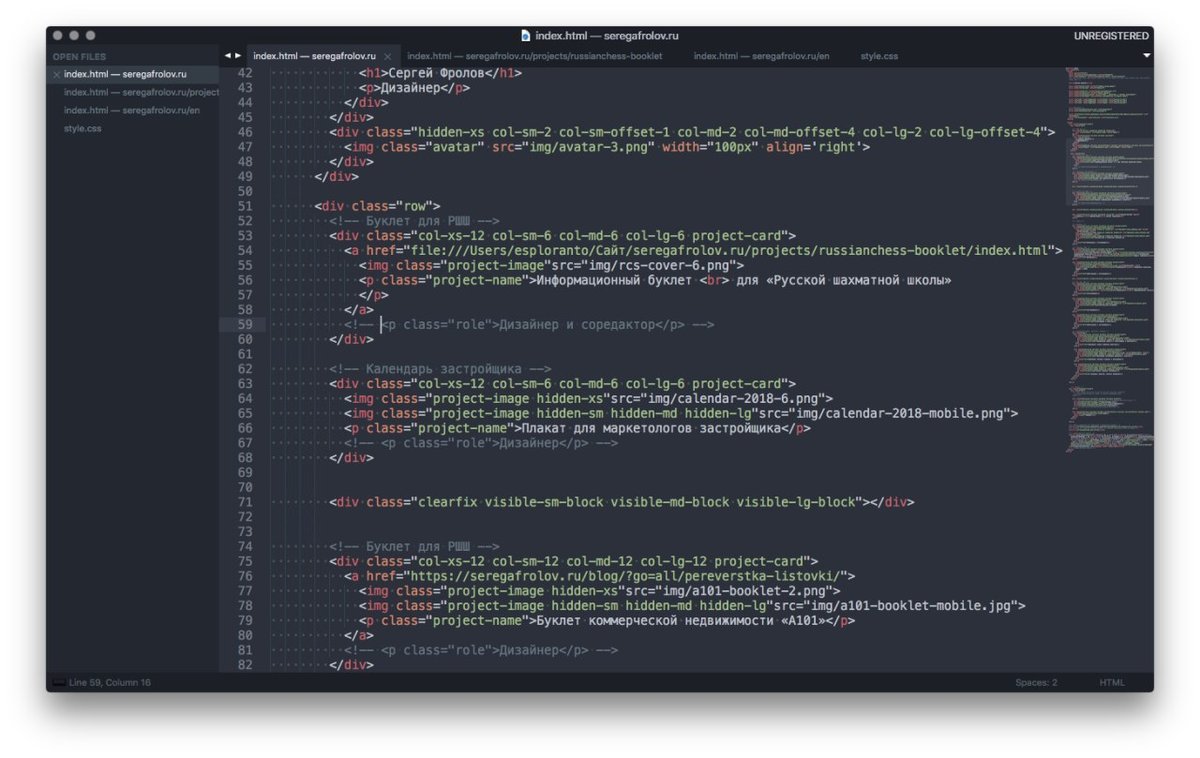 index.html — seregafrolov.ru
UNREGISTERED
OPEN FILES
index.html — seregafrolov.ru
index.html — seregafrolov.ru/project
index.html — seregafrolov.ru/en
style.css
index.html — seregafrolov.ru
index.html — seregafrolov.ru/projects/russianchess-booklet
index.html — seregafrolov.ru/en
style.css
42 <h1>Сергей Фролов</h1>
43 <p>Дизайнер</p>
44 </div>
45 </div>
46 <div class="hidden-xs col-sm-2 col-sm-offset-1 col-md-2 col-md-offset-4 col-lg-2 col-lg-offset-4">
47 <img class="avatar" src="img/avatar-3.png" width="100px" align='right'>
48 </div>
49 </div>
50
51 <div class="row">
52 <!-- Буклет для РШШ -->
53 <div class="col-xs-12 col-sm-6 col-md-6 col-lg-6 project-card">
54
55 <img class="project-image"src="img/rcs-cover-6.png">
56 <p class="project-name">Информационный буклет <br> для «Русской шахматной школы»
57 </p>
58 </a>
59 <!-- <p class="role">Дизайнер и соредактор</p> -->
60 </div>
61
62 <!-- Календарь застройщика -->
63 <div class="col-xs-12 col-sm-6 col-md-6 col-lg-6 project-card">
64 <img class="project-image hidden-xs"src="img/calendar-2018-6.png">
65 <img class="project-image hidden-sm hidden-md hidden-lg"src="img/calendar-2018-mobile.png">
66 <p class="project-name">Плакат для маркетологов застройщика</p>
67 <!-- <p class="role">Дизайнер</p> -->
68 </div>
69
70
71 <div class="clearfix visible-sm-block visible-md-block visible-lg-block"></div>
72
73
74 <!-- Буклет для РШШ -->
75 <div class="col-xs-12 col-sm-12 col-md-12 col-lg-12 project-card">
76 <a href="https://seregafrolov.ru/blog/?go=all/pereverstka-listovki/">
77 <img class="project-image hidden-xs"src="img/a101-booklet-2.png">
78 <img class="project-image hidden-sm hidden-md hidden-lg"src="img/a101-booklet-mobile.jpg">
79 <p class="project-name">Буклет коммерческой недвижимости «А101»</p>
80 </a>
81 <!-- <p class="role">Дизайнер</p> -->
82 </div>
Line 59, Column 16
Spaces: 2
HTML